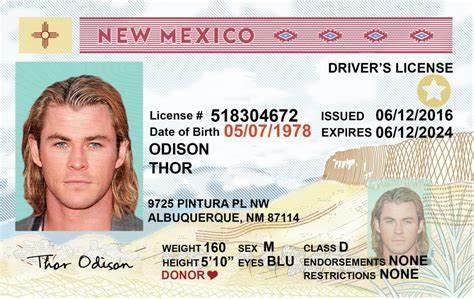 NEW MEXICO
DRIVER'S LICENSE
License # 518304672 ISSUED 06/12/2016
Date of Birth 05/07/1978 EXPIRES 06/12/2024
ODISON
THOR
9725 PINTURA PL NW
ALBUQUERQUE, NM 87114
WEIGHT 160 SEX M CLASS D
HEIGHT 5'10" EYES BLU ENDORSEMENTS NONE
DONOR RESTRICTIONS NONE
Thor Odison